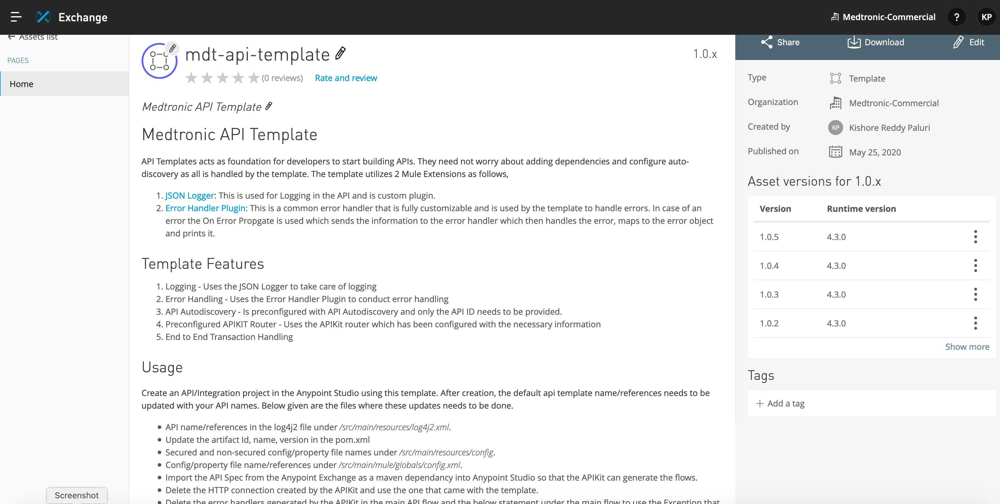 Exchange
Medtronic-Commercial
?
KP
Assets list
PAGES
Home
mdt-api-template
1.0.x
(0 reviews)
Rate and review
Medtronic API Template
Medtronic API Template
API Templates acts as foundation for developers to start building APIs. They need not worry about adding dependencies and configure auto-
discovery as all is handled by the template. The template utilizes 2 Mule Extensions as follows,
1. JSON Logger: This is used for Logging in the API and is custom plugin.
2. Error Handler Plugin: This is a common error handler that is fully customizable and is used by the template to handle errors. In case of an
error the On Error Propgate is used which sends the information to the error handler which then handles the error, maps to the error object
and prints it.
Template Features
1. Logging - Uses the JSON Logger to take care of logging
2. Error Handling - Uses the Error Handler Plugin to conduct error handling
3. API Autodiscovery - Is preconfigured with API Autodiscovery and only the API ID needs to be provided.
4. Preconfigured APIKIT Router - Uses the APIKit router which has been configured with the necessary information
5. End to End Transaction Handling
Usage
Create an API/Integration project in the Anypoint Studio using this template. After creation, the default api template name/references needs to be
updated with your API names. Below given are the files where these updates needs to be done.
• API name/references in the log4j2 file under /src/main/resources/log4j2.xml.
• Update the artifact Id, name, version in the pom.xml
• Secured and non-secured config/property file names under /src/main/resources/config.
• Config/property file name/references under /src/main/mule/globals/config.xml.
• Import the API Spec from the Anypoint Exchange as a maven dependancy into Anypoint Studio so that the APIKit can generate the flows.
• Delete the HTTP connection created by the APIKit and use the one that came with the template.
• Delete the error handlers generated by the APIKit in the main API flow and the below statement under the main flow to use the Exception that
Screenshot
Share
Download
Edit
Type
Template
Organization
Medtronic-Commercial
Created by
KP
Kishore Reddy Paluri
Published on
May 25, 2020
Asset versions for 1.0.x
Version Runtime version
1.0.5 4.3.0
1.0.4 4.3.0
1.0.3 4.3.0
1.0.2 4.3.0
Show more
Tags
+ Add a tag